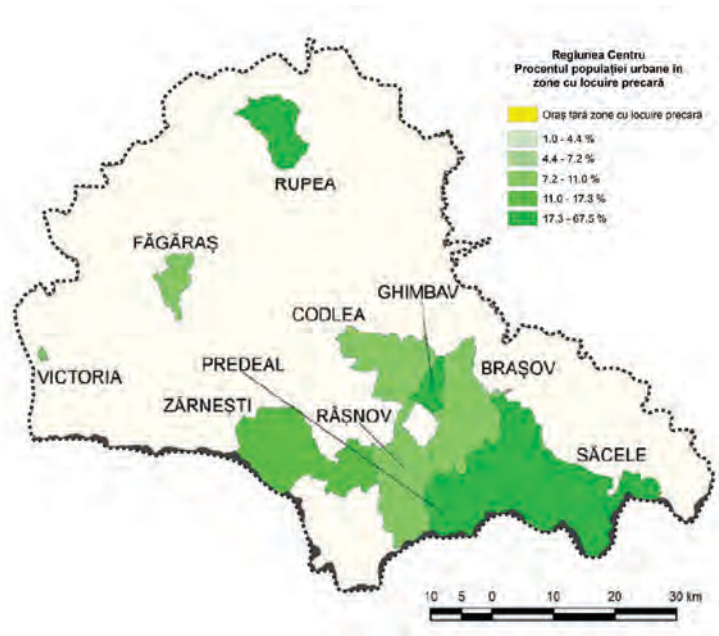 Regiunea Centru
Procentul populației urbane în
zone cu locuire precară
Oraș fără zone cu locuire precară
1.0 - 4.4 %
4.4 - 7.2 %
7.2 - 11.0 %
11.0 - 17.3 %
17.3 - 67.5 %
RUPEA
FĂGĂRAȘ
GHIMBAV
CODLEA
PREDEAL
BRAȘOV
VICTORIA
ZĂRNEȘTI
RÂȘNOV
SĂCELE
10 5 0 10 20 30 km